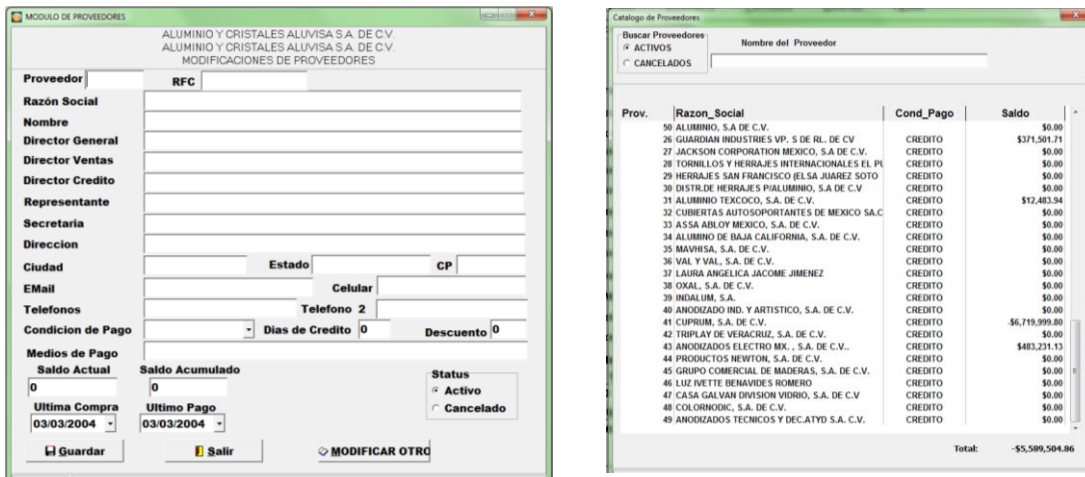 MODULO DE PROVEEDORES
ALUMINIO Y CRISTALES ALUVISA S.A. DE C.V.
ALUMINIO Y CRISTALES ALUVISA S.A. DE C.V.
MODIFICACIONES DE PROVEEDORES
Proveedor RFC
Razón Social
Nombre
Director General
Director Ventas
Director Credito
Representante
Secretaria
Direccion
Ciudad Estado CP
EMail Celular
Telefonos Telefono 2
Condicion de Pago Dias de Credito 0 Descuento 0
Medios de Pago
Saldo Actual Saldo Acumulado Status
0 0 Activo
Ultima Compra Ultimo Pago Cancelado
03/03/2004 03/03/2004
Guardar Salir MODIFICAR OTRO
Catalogo de Proveedores
Buscar Proveedores
ACTIVOS Nombre del Proveedor
CANCELADOS
Prov. Razon_Social Cond_Pago Saldo
50 ALUMINIO, S.A DE C.V. $0.00
26 GUARDIAN INDUSTRIES VP. S DE RL. DE CV CREDITO $371,501.71
27 JACKSON CORPORATION MEXICO, S.A DE C.V. CREDITO $0.00
28 TORNILLOS Y HERRAJES INTERNACIONALES EL PU CREDITO $0.00
29 HERRAJES SAN FRANCISCO (ELSA JUAREZ SOTO CREDITO $0.00
30 DISTR.DE HERRAJES P/ALUMINIO, S.A DE C.V CREDITO $0.00
31 ALUMINIO TEXCOCO, S.A. DE C.V. CREDITO $12,483.94
32 CUBIERTAS AUTOSOPORTANTES DE MEXICO SA.C CREDITO $0.00
33 ASSA ABLOY MEXICO, S.A. DE C.V. CREDITO $0.00
34 ALUMINO DE BAJA CALIFORNIA, S.A. DE C.V. CREDITO $0.00
35 MAVHISA, S.A. DE C.V. CREDITO $0.00
36 VAL Y VAL, S.A. DE C.V. CREDITO $0.00
37 LAURA ANGELICA JACOME JIMENEZ CREDITO $0.00
38 OXAL, S.A. DE C.V. CREDITO $0.00
39 INDALUM, S.A. CREDITO $0.00
40 ANODIZADO IND. Y ARTISTICO, S.A. DE C.V. CREDITO $0.00
41 CUPRUM, S.A. DE C.V. CREDITO -$6,719,999.80
42 TRIPLAY DE VERACRUZ, S.A. DE C.V. CREDITO $0.00
43 ANODIZADOS ELECTRO MX. , S.A. DE C.V.. CREDITO $483,231.13
44 PRODUCTOS NEWTON, S.A. DE C.V. CREDITO $0.00
45 GRUPO COMERCIAL DE MADERAS, S.A. DE C.V. CREDITO $0.00
46 LUZ IVETTE BENAVIDES ROMERO CREDITO $0.00
47 CASA GALVAN DIVISION VIDRIO, S.A. DE C.V CREDITO $0.00
48 COLORNODIC, S.A. DE C.V. CREDITO $0.00
49 ANODIZADOS TECNICOS Y DEC.ATYD S.A. C.V. CREDITO $0.00
Total: -$5,589,504.86